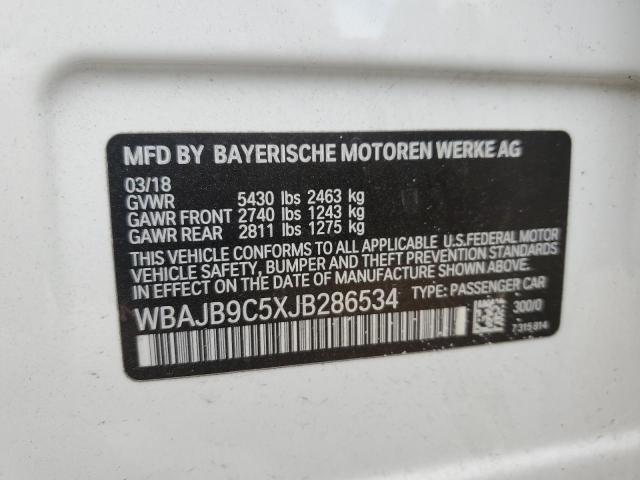 MFD BY BAYERISCHE MOTOREN WERKE AG
03/18
GVWR 5430 lbs 2463 kg
GAWR FRONT 2740 lbs 1243 kg
GAWR REAR 2811 lbs 1275 kg
THIS VEHICLE CONFORMS TO ALL APPLICABLE U.S.FEDERAL MOTOR
VEHICLE SAFETY, BUMPER AND THEFT PREVENTION STANDARDS
IN EFFECT ON THE DATE OF MANUFACTURE SHOWN ABOVE.
WBAJB9C5XJB286534 TYPE: PASSENGER CAR
300/0
7315814